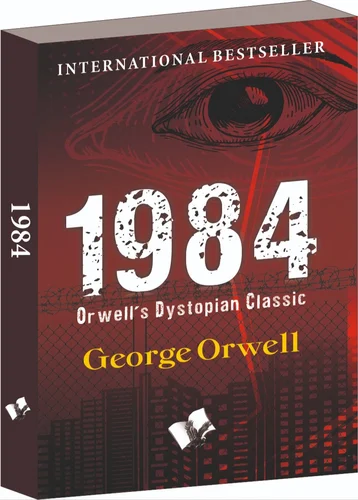 INTERNATIONAL BESTSELLER
1984
Orwell's Dystopian Classic
George Orwell
1984